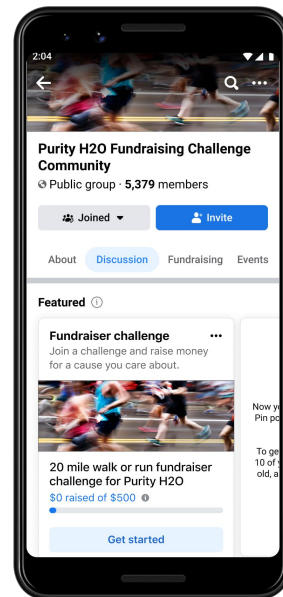 2:04
Purity H2O Fundraising Challenge
Community
Public group · 5,379 members
Joined
Invite
About
Discussion
Fundraising
Events
Featured
Fundraiser challenge
Join a challenge and raise money
for a cause you care about.
20 mile walk or run fundraiser
challenge for Purity H2O
$0 raised of $500
Get started
Now
Pin
To ge
10 of
old, a